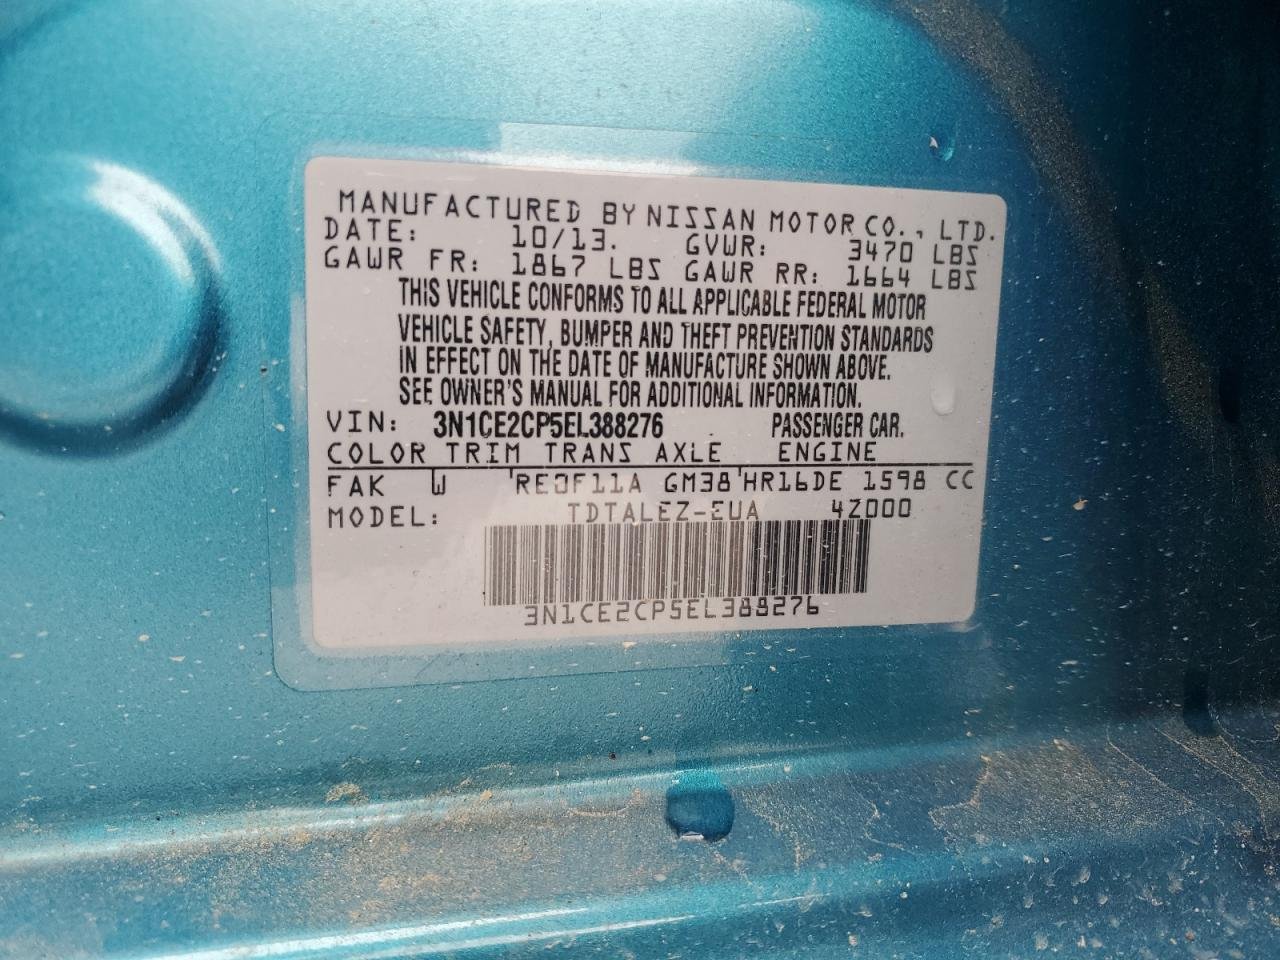 MANUFACTURED BY NISSAN MOTOR CO., LTD.
DATE: 10/13. GVWR: 3470 LBS
GAWR FR: 1867 LBS GAWR RR: 1664 LBS
THIS VEHICLE CONFORMS TO ALL APPLICABLE FEDERAL MOTOR
VEHICLE SAFETY, BUMPER AND THEFT PREVENTION STANDARDS
IN EFFECT ON THE DATE OF MANUFACTURE SHOWN ABOVE.
SEE OWNER'S MANUAL FOR ADDITIONAL INFORMATION.
VIN: 3N1CE2CP5EL388276 PASSENGER CAR.
COLOR TRIM TRANS AXLE ENGINE
FAK W RE0F11A GM38 HR16DE 1598 CC
MODEL: TDTALEZ-EUA 4Z000
3N1CE2CP5EL388276